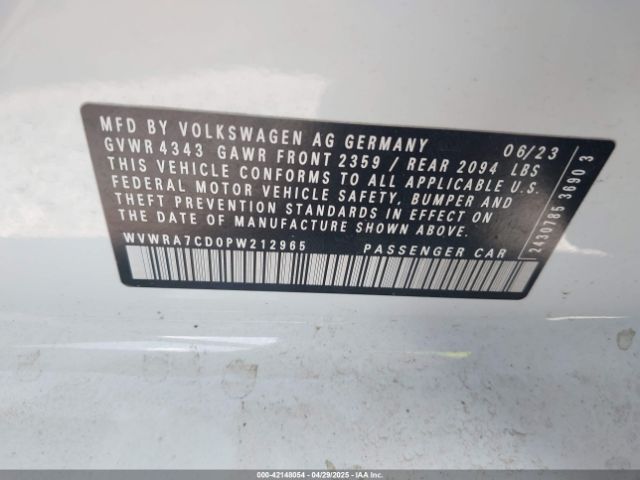 MFD BY VOLKSWAGEN AG GERMANY 06/23
GVWR 4343 GAWR FRONT 2359 / REAR 2094 LBS
THIS VEHICLE CONFORMS TO ALL APPLICABLE U.S.
FEDERAL MOTOR VEHICLE SAFETY, BUMPER AND
THEFT PREVENTION STANDARDS IN EFFECT ON
THE DATE OF MANUFACTURE SHOWN ABOVE.
WVWRA7CD0PW212965 PASSENGER CAR
2430785 3690 3
000-42148054 - 04/29/2025 - IAAI.COM